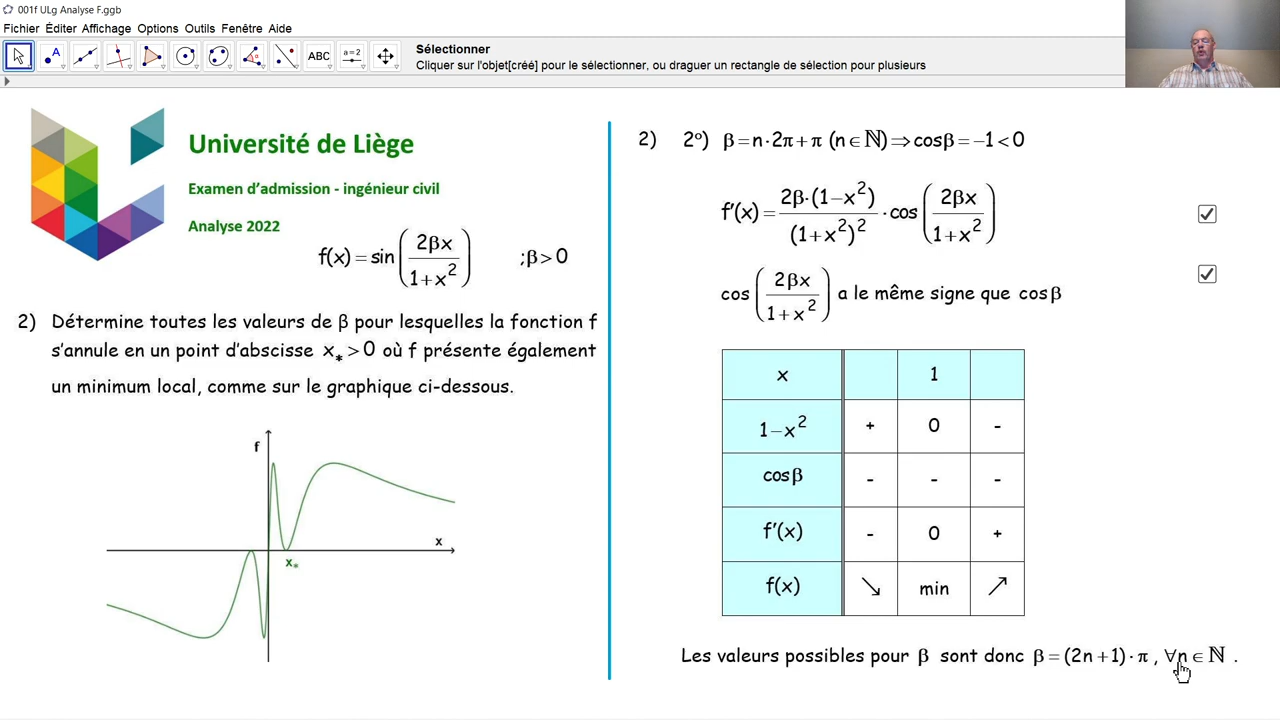 001f ULg Analyse F.ggb
Fichier Éditer Affichage Options Outils Fenêtre Aide
A ABC a=2
Sélectionner
Cliquer sur l'objet[créé] pour le sélectionner, ou draguer un rectangle de sélection pour plusieurs
Université de Liège
Examen d'admission - ingénieur civil
Analyse 2022
f(x) = sin(2βx / (1+x²)) ;β > 0
2) Détermine toutes les valeurs de β pour lesquelles la fonction f
s'annule en un point d'abscisse x* > 0 où f présente également
un minimum local, comme sur le graphique ci-dessous.
f
x
x*
2) 2°) β = n·2π + π (n ∈ ℕ) ⇒ cosβ = −1 < 0
f'(x) = 2β·(1−x²) / (1+x²)² · cos(2βx / (1+x²))
cos(2βx / (1+x²)) a le même signe que cosβ
x 1
1−x² + 0 -
cosβ - - -
f'(x) - 0 +
f(x) ↘ min ↗
Les valeurs possibles pour β sont donc β = (2n+1)·π , ∀n ∈ ℕ .